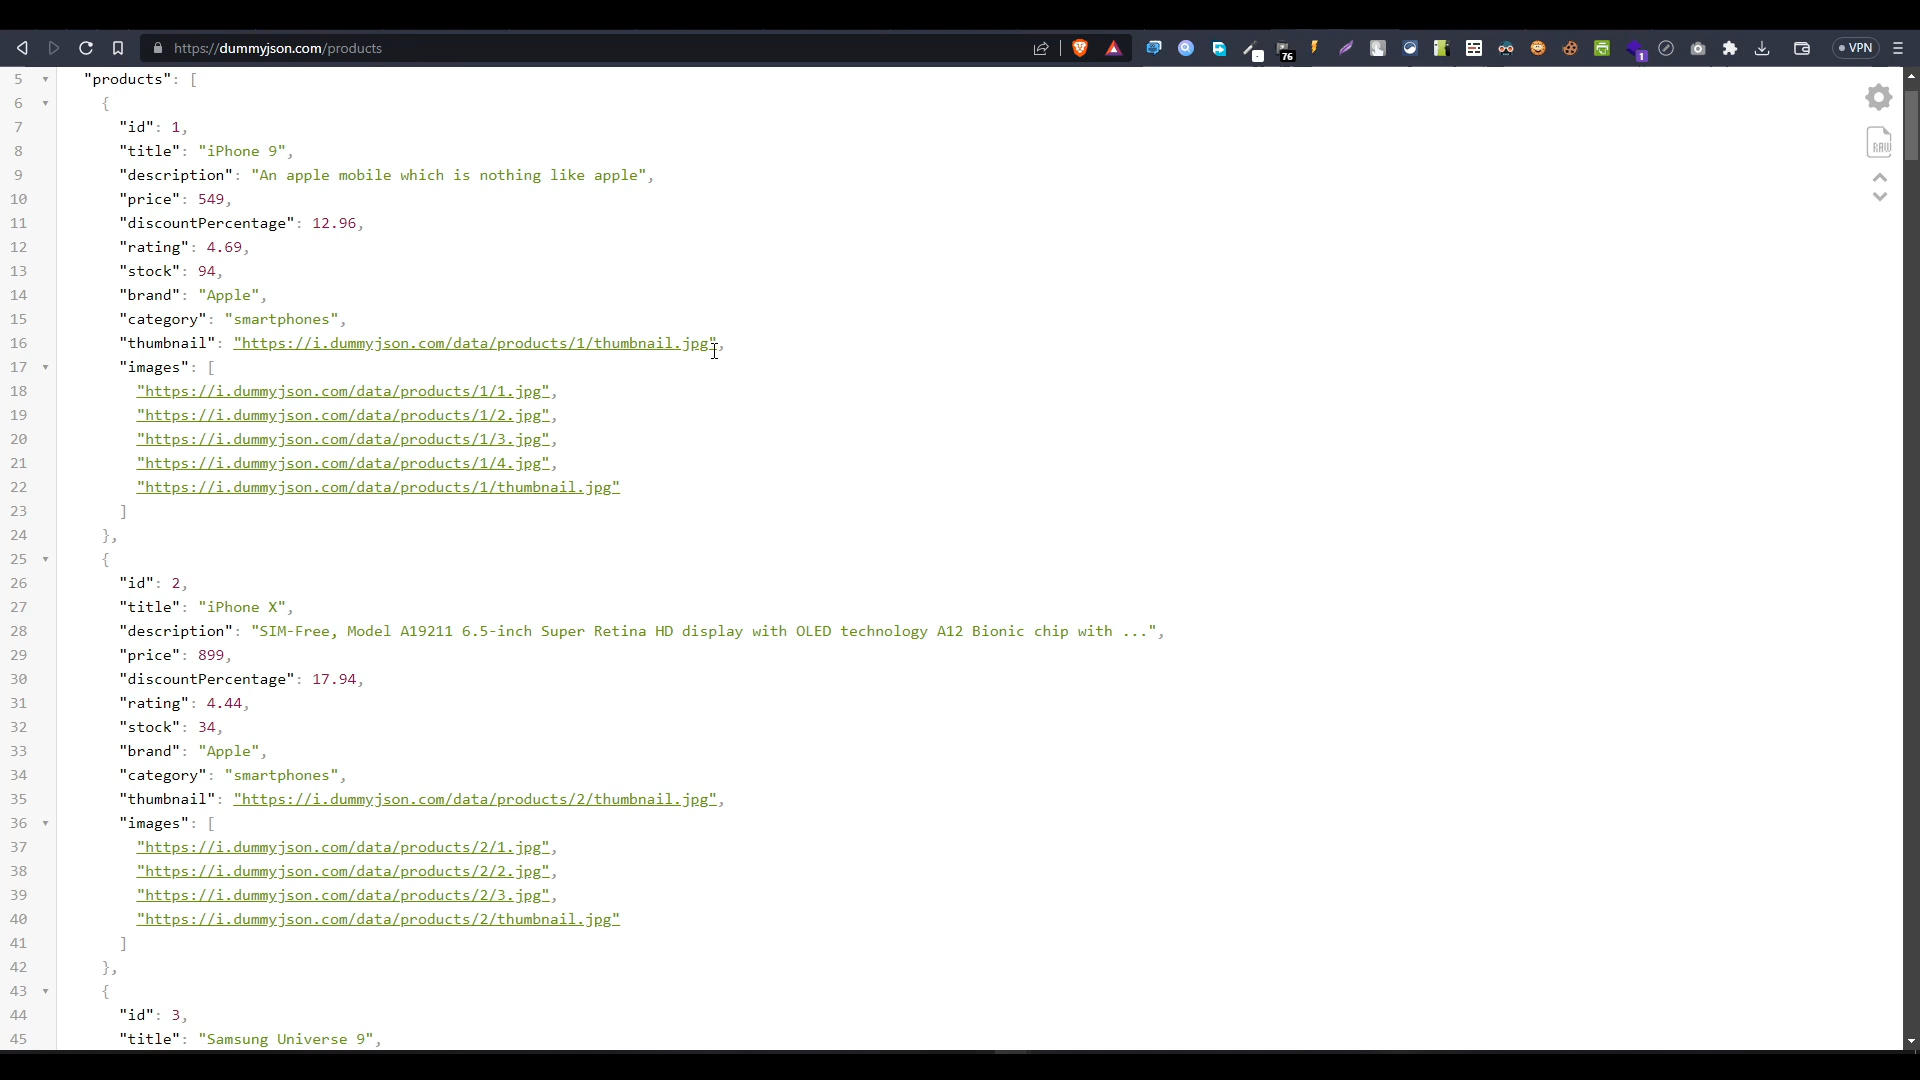 https://dummyjson.com/products
76
1
VPN
RAW
5 "products": [
6 {
7 "id": 1,
8 "title": "iPhone 9",
9 "description": "An apple mobile which is nothing like apple",
10 "price": 549,
11 "discountPercentage": 12.96,
12 "rating": 4.69,
13 "stock": 94,
14 "brand": "Apple",
15 "category": "smartphones",
16 "thumbnail": "https://i.dummyjson.com/data/products/1/thumbnail.jpg",
17 "images": [
18 "https://i.dummyjson.com/data/products/1/1.jpg",
19 "https://i.dummyjson.com/data/products/1/2.jpg",
20 "https://i.dummyjson.com/data/products/1/3.jpg",
21 "https://i.dummyjson.com/data/products/1/4.jpg",
22 "https://i.dummyjson.com/data/products/1/thumbnail.jpg"
23 ]
24 },
25 {
26 "id": 2,
27 "title": "iPhone X",
28 "description": "SIM-Free, Model A19211 6.5-inch Super Retina HD display with OLED technology A12 Bionic chip with ...",
29 "price": 899,
30 "discountPercentage": 17.94,
31 "rating": 4.44,
32 "stock": 34,
33 "brand": "Apple",
34 "category": "smartphones",
35 "thumbnail": "https://i.dummyjson.com/data/products/2/thumbnail.jpg",
36 "images": [
37 "https://i.dummyjson.com/data/products/2/1.jpg",
38 "https://i.dummyjson.com/data/products/2/2.jpg",
39 "https://i.dummyjson.com/data/products/2/3.jpg",
40 "https://i.dummyjson.com/data/products/2/thumbnail.jpg"
41 ]
42 },
43 {
44 "id": 3,
45 "title": "Samsung Universe 9",